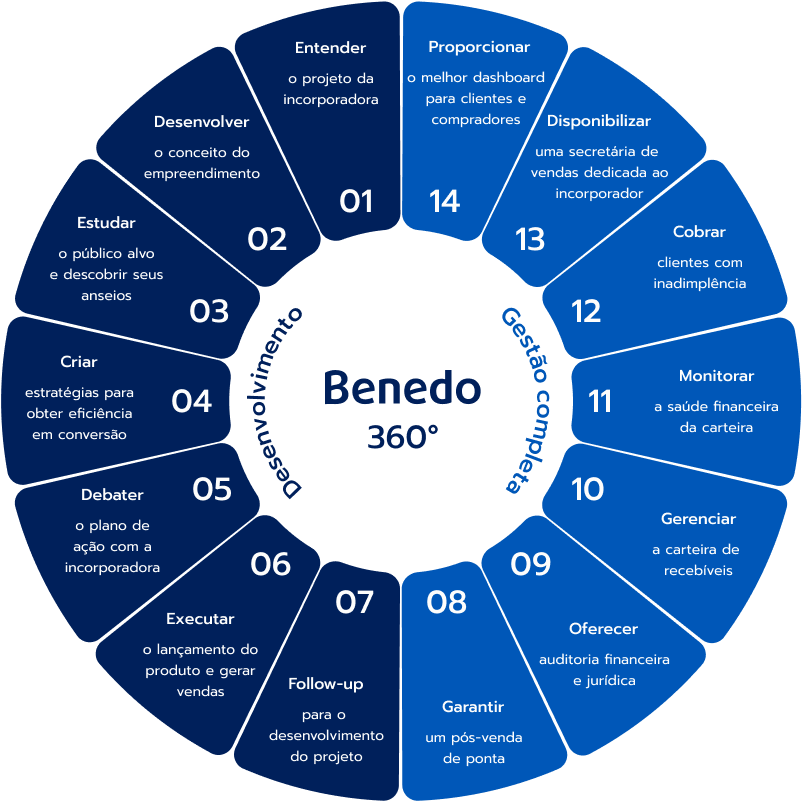 Entender
o projeto da
incorporadora
01
Desenvolver
o conceito do
empreendimento
02
Estudar
o público alvo
e descobrir seus
anseios
03
Criar
estratégias para
obter eficiência
em conversão
04
Debater
o plano de
ação com a
incorporadora
05
Executar
o lançamento do
produto e gerar
vendas
06
Follow-up
para o
desenvolvimento
do projeto
07
Garantir
um pós-venda
de ponta
08
Oferecer
auditoria financeira
e jurídica
09
Gerenciar
a carteira de
recebíveis
10
Monitorar
a saúde financeira
da carteira
11
Cobrar
clientes com
inadimplência
12
Disponibilizar
uma secretária de
vendas dedicada ao
incorporador
13
Proporcionar
o melhor dashboard
para clientes e
compradores
14
Desenvolvimento
Benedo
360°
Gestão completa